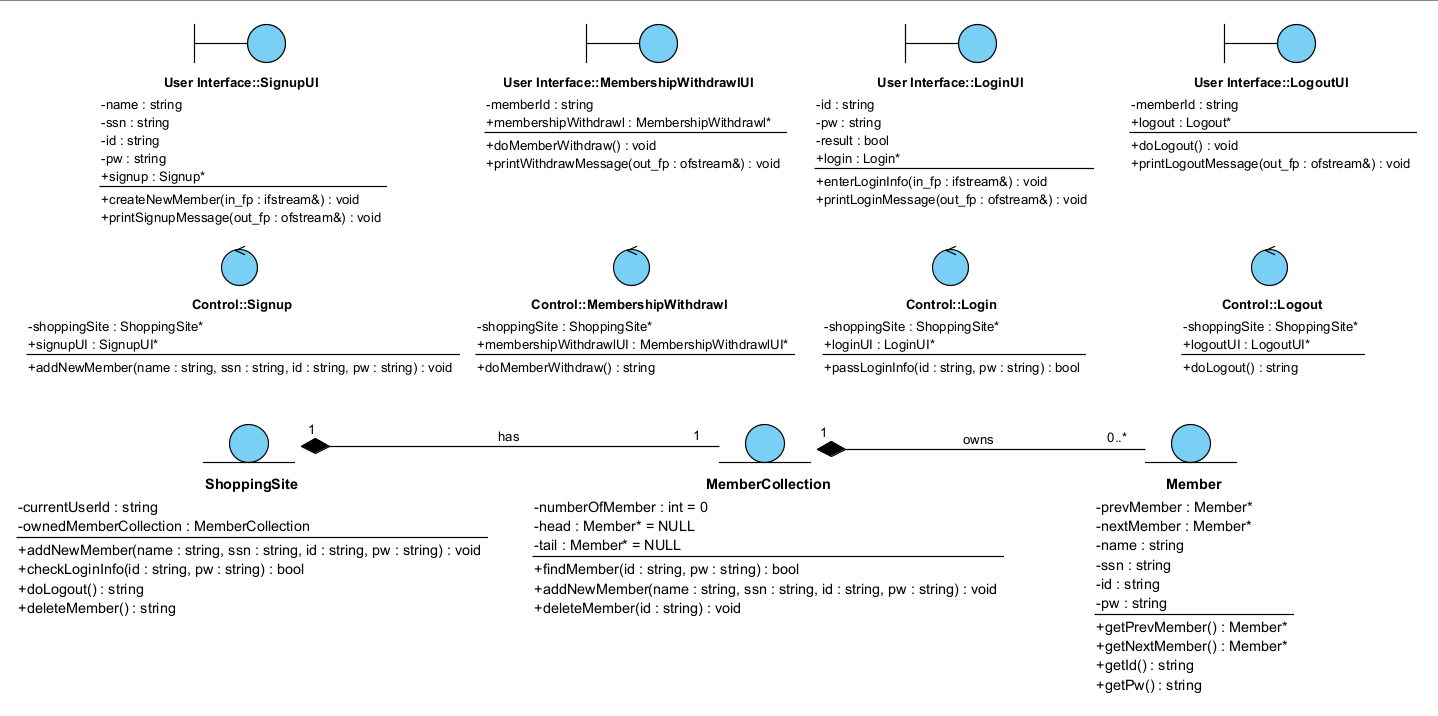 User Interface::SignupUI
-name : string
-ssn : string
-id : string
-pw : string
+signup : Signup*
+createNewMember(in_fp : ifstream&) : void
+printSignupMessage(out_fp : ofstream&) : void
User Interface::MembershipWithdrawlUI
-memberId : string
+membershipWithdrawl : MembershipWithdrawl*
+doMemberWithdraw() : void
+printWithdrawMessage(out_fp : ofstream&) : void
User Interface::LoginUI
-id : string
-pw : string
-result : bool
+login : Login*
+enterLoginInfo(in_fp : ifstream&) : void
+printLoginMessage(out_fp : ofstream&) : void
User Interface::LogoutUI
-memberId : string
+logout : Logout*
+doLogout() : void
+printLogoutMessage(out_fp : ofstream&) : void
Control::Signup
-shoppingSite : ShoppingSite*
+signupUI : SignupUI*
+addNewMember(name : string, ssn : string, id : string, pw : string) : void
Control::MembershipWithdrawl
-shoppingSite : ShoppingSite*
+membershipWithdrawlUI : MembershipWithdrawlUI*
+doMemberWithdraw() : string
Control::Login
-shoppingSite : ShoppingSite*
+loginUI : LoginUI*
+passLoginInfo(id : string, pw : string) : bool
Control::Logout
-shoppingSite : ShoppingSite*
+logoutUI : LogoutUI*
+doLogout() : string
1
has
1
1
owns
0..*
ShoppingSite
-currentUserId : string
-ownedMemberCollection : MemberCollection
+addNewMember(name : string, ssn : string, id : string, pw : string) : void
+checkLoginInfo(id : string, pw : string) : bool
+doLogout() : string
+deleteMember() : string
MemberCollection
-numberOfMember : int = 0
-head : Member* = NULL
-tail : Member* = NULL
+findMember(id : string, pw : string) : bool
+addNewMember(name : string, ssn : string, id : string, pw : string) : void
+deleteMember(id : string) : void
Member
-prevMember : Member*
-nextMember : Member*
-name : string
-ssn : string
-id : string
-pw : string
+getPrevMember() : Member*
+getNextMember() : Member*
+getId() : string
+getPw() : string